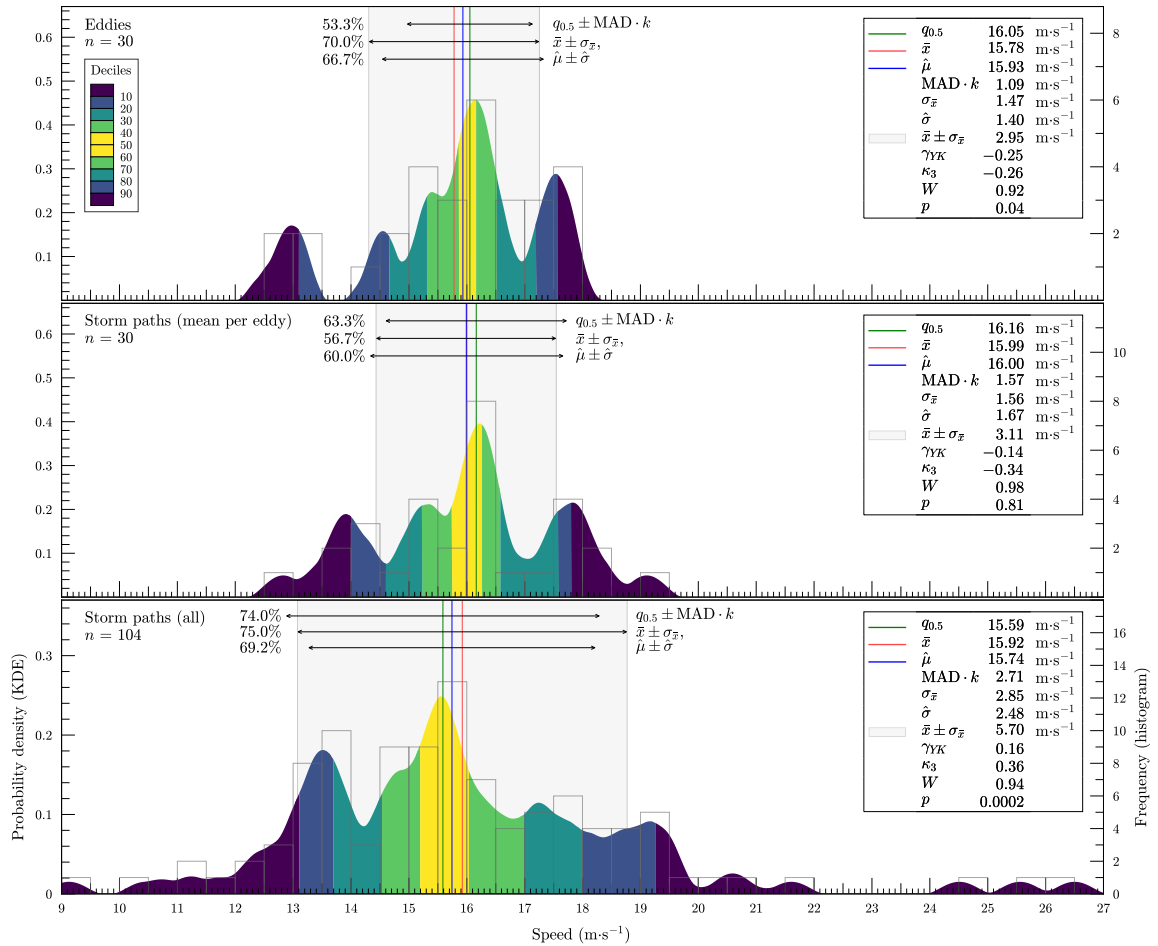 Eddies
n = 30
Deciles
10
20
30
40
50
60
70
80
90
53.3% q₀.₅ ± MAD · k
70.0% x̄ ± σₓ̄,
66.7% μ̂ ± σ̂
q₀.₅ 16.05 m·s⁻¹
x̄ 15.78 m·s⁻¹
μ̂ 15.93 m·s⁻¹
MAD · k 1.09 m·s⁻¹
σₓ̄ 1.47 m·s⁻¹
σ̂ 1.40 m·s⁻¹
x̄ ± σₓ̄ 2.95 m·s⁻¹
γYK −0.25
κ₃ −0.26
W 0.92
p 0.04
0.6
0.5
0.4
0.3
0.2
0.1
8
6
4
2
Storm paths (mean per eddy)
n = 30
63.3% q₀.₅ ± MAD · k
56.7% x̄ ± σₓ̄,
60.0% μ̂ ± σ̂
q₀.₅ 16.16 m·s⁻¹
x̄ 15.99 m·s⁻¹
μ̂ 16.00 m·s⁻¹
MAD · k 1.57 m·s⁻¹
σₓ̄ 1.56 m·s⁻¹
σ̂ 1.67 m·s⁻¹
x̄ ± σₓ̄ 3.11 m·s⁻¹
γYK −0.14
κ₃ −0.34
W 0.98
p 0.81
0.6
0.5
0.4
0.3
0.2
0.1
10
8
6
4
2
Storm paths (all)
n = 104
74.0% q₀.₅ ± MAD · k
75.0% x̄ ± σₓ̄,
69.2% μ̂ ± σ̂
q₀.₅ 15.59 m·s⁻¹
x̄ 15.92 m·s⁻¹
μ̂ 15.74 m·s⁻¹
MAD · k 2.71 m·s⁻¹
σₓ̄ 2.85 m·s⁻¹
σ̂ 2.48 m·s⁻¹
x̄ ± σₓ̄ 5.70 m·s⁻¹
γYK 0.16
κ₃ 0.36
W 0.94
p 0.0002
Probability density (KDE)
0.3
0.2
0.1
0
16
14
12
10
8
6
4
2
0
Frequency (histogram)
9 10 11 12 13 14 15 16 17 18 19 20 21 22 23 24 25 26 27
Speed (m·s⁻¹)